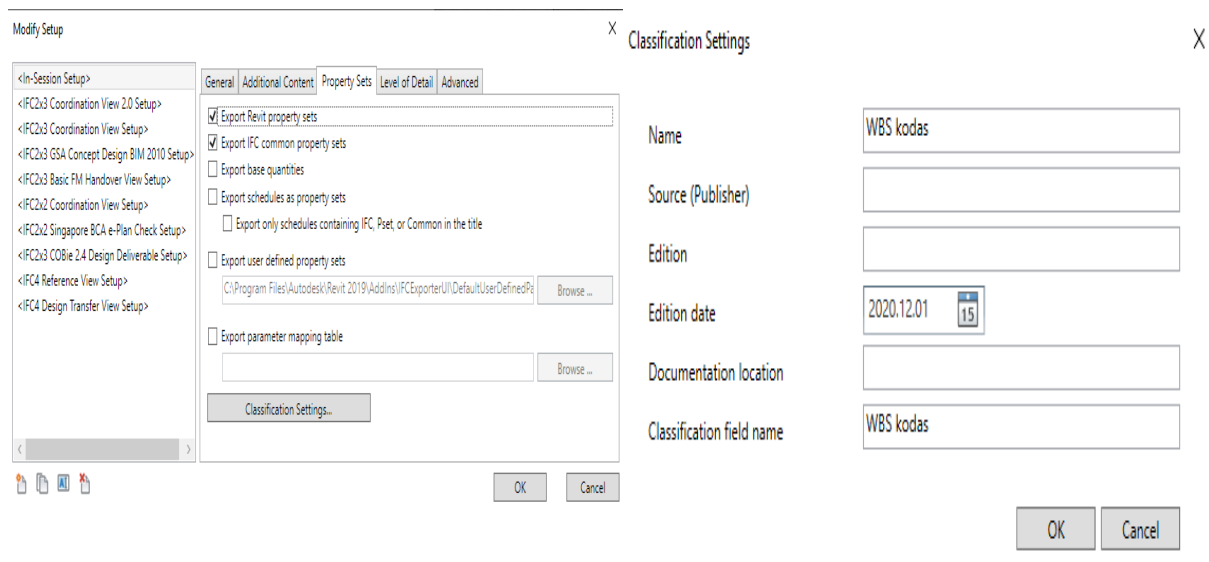 Modify Setup
<In-Session Setup>
<IFC2x3 Coordination View 2.0 Setup>
<IFC2x3 Coordination View Setup>
<IFC2x3 GSA Concept Design BIM 2010 Setup>
<IFC2x3 Basic FM Handover View Setup>
<IFC2x2 Coordination View Setup>
<IFC2x2 Singapore BCA e-Plan Check Setup>
<IFC2x3 COBie 2.4 Design Deliverable Setup>
<IFC4 Reference View Setup>
<IFC4 Design Transfer View Setup>
General Additional Content Property Sets Level of Detail Advanced
Export Revit property sets
Export IFC common property sets
Export base quantities
Export schedules as property sets
Export only schedules containing IFC, Pset, or Common in the title
Export user defined property sets
C:\Program Files\Autodesk\Revit 2019\AddIns\IFCExporterUI\DefaultUserDefinedPa
Browse ...
Export parameter mapping table
Browse ...
Classification Settings...
OK Cancel
Classification Settings
Name WBS kodas
Source (Publisher)
Edition
Edition date 2020.12.01 15
Documentation location
Classification field name WBS kodas
OK Cancel